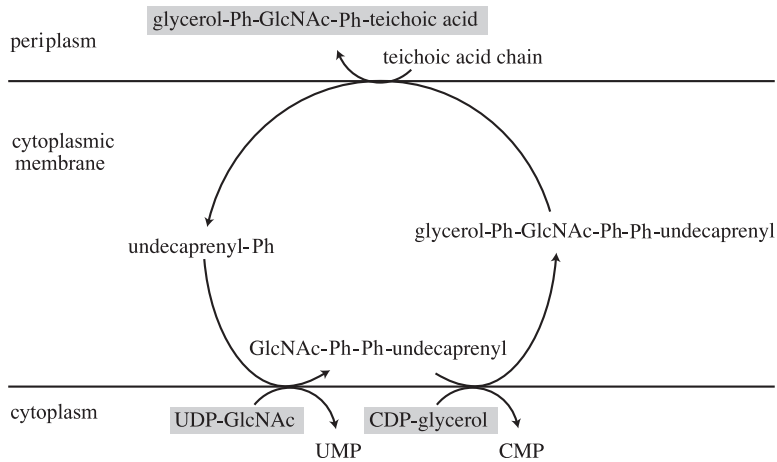 glycerol-Ph-GlcNAc-Ph-teichoic acid
periplasm
teichoic acid chain
cytoplasmic
membrane
undecaprenyl-Ph
glycerol-Ph-GlcNAc-Ph-Ph-undecaprenyl
GlcNAc-Ph-Ph-undecaprenyl
cytoplasm
UDP-GlcNAc
CDP-glycerol
UMP
CMP